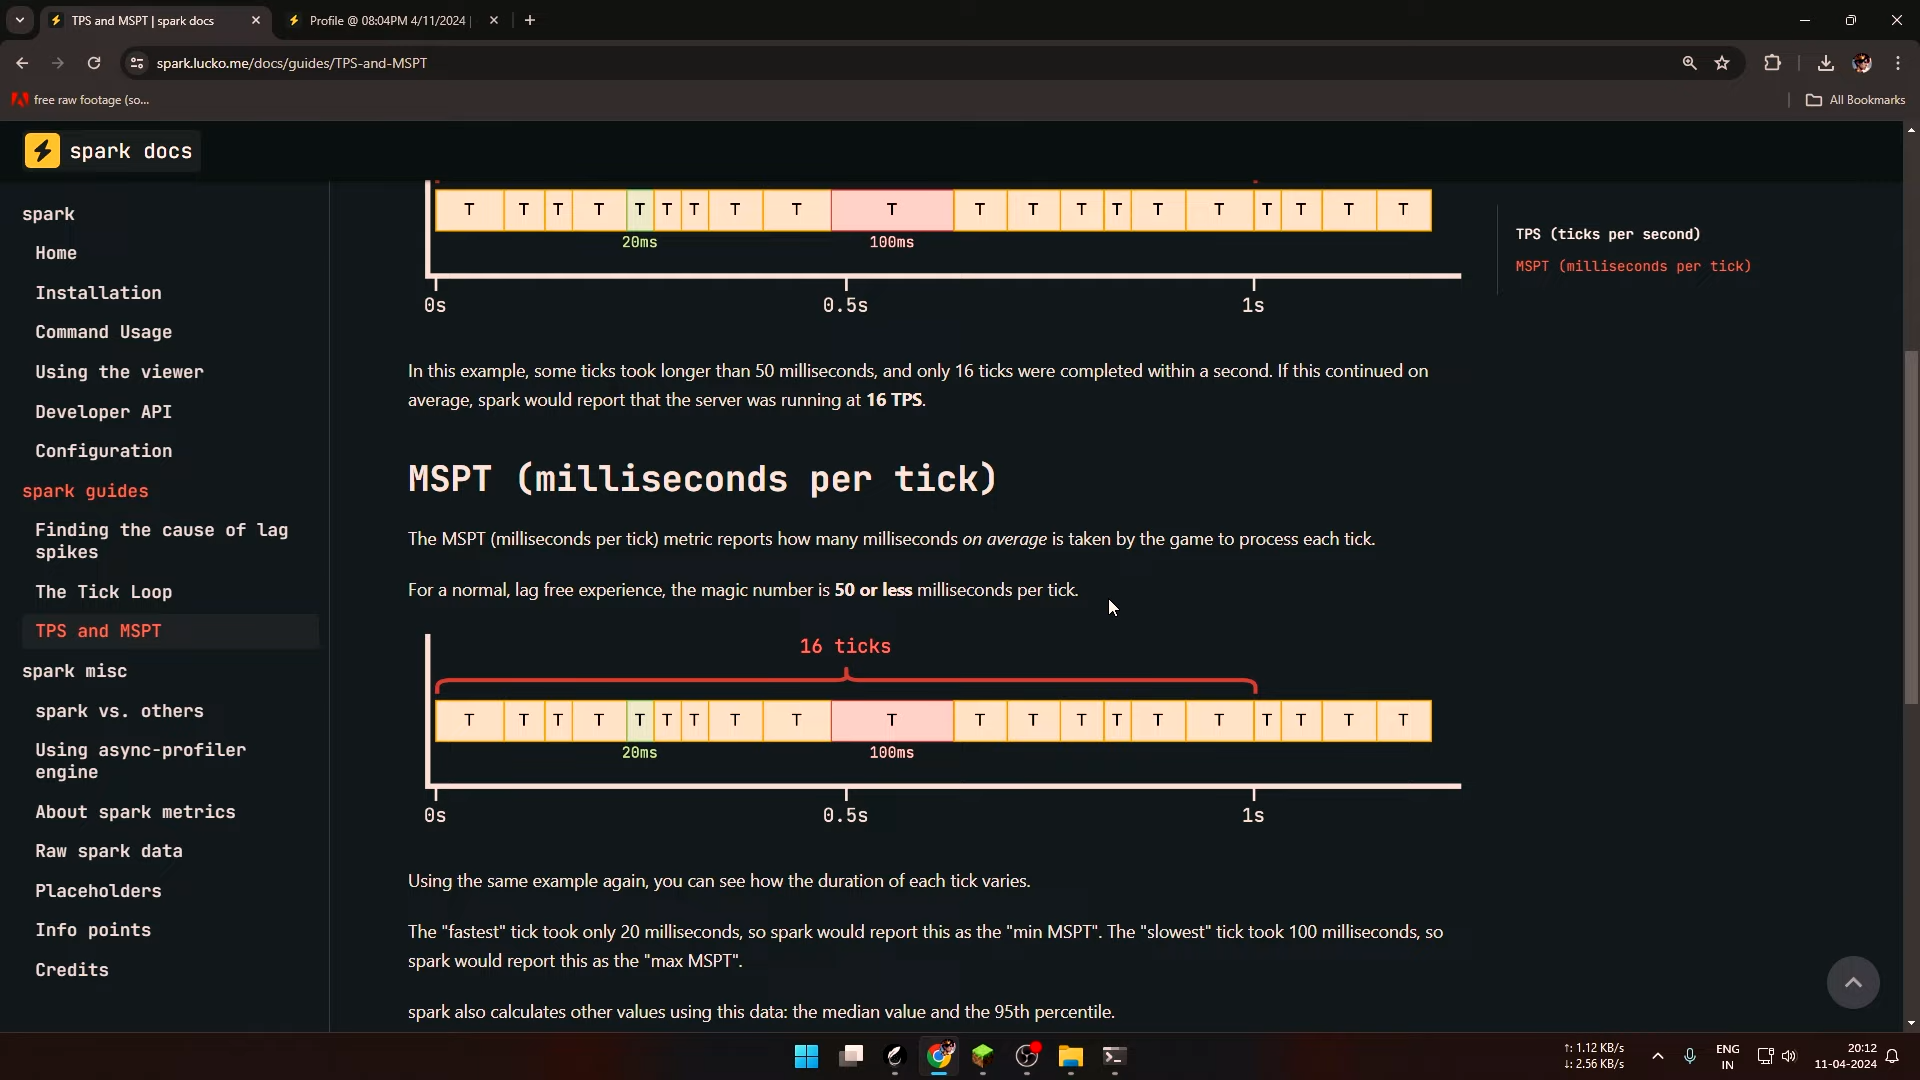 TPS and MSPT | spark docs
Profile @ 08:04PM 4/11/2024 |
spark.lucko.me/docs/guides/TPS-and-MSPT
free raw footage (so...
All Bookmarks
spark docs
spark
Home
Installation
Command Usage
Using the viewer
Developer API
Configuration
spark guides
Finding the cause of lag
spikes
The Tick Loop
TPS and MSPT
spark misc
spark vs. others
Using async-profiler
engine
About spark metrics
Raw spark data
Placeholders
Info points
Credits
T T T T T T T T T T T T T T T T T T T T
20ms 100ms
0s 0.5s 1s
In this example, some ticks took longer than 50 milliseconds, and only 16 ticks were completed within a second. If this continued on
average, spark would report that the server was running at 16 TPS.
MSPT (milliseconds per tick)
The MSPT (milliseconds per tick) metric reports how many milliseconds on average is taken by the game to process each tick.
For a normal, lag free experience, the magic number is 50 or less milliseconds per tick.
16 ticks
T T T T T T T T T T T T T T T T T T T T
20ms 100ms
0s 0.5s 1s
Using the same example again, you can see how the duration of each tick varies.
The "fastest" tick took only 20 milliseconds, so spark would report this as the "min MSPT". The "slowest" tick took 100 milliseconds, so
spark would report this as the "max MSPT".
spark also calculates other values using this data: the median value and the 95th percentile.
TPS (ticks per second)
MSPT (milliseconds per tick)
↑: 1.12 KB/s
↓: 2.56 KB/s
ENG
IN
20:12
11-04-2024